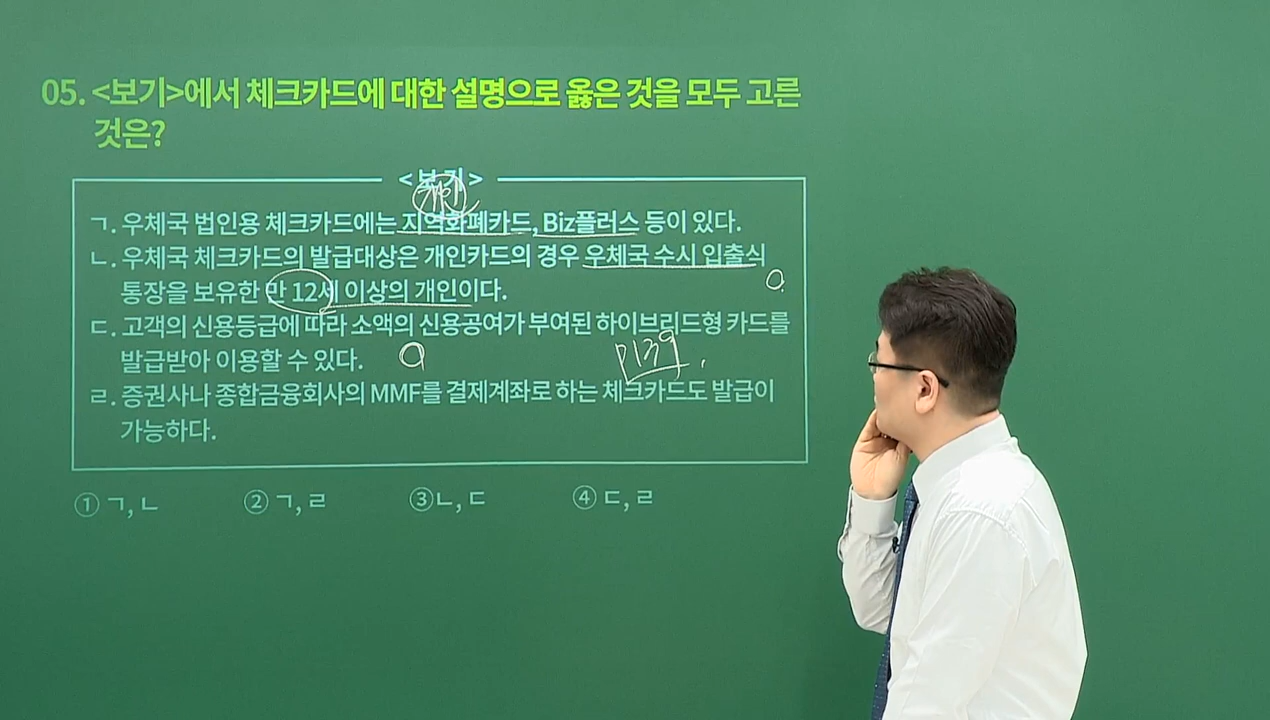 05. <보기>에서 체크카드에 대한 설명으로 옳은 것을 모두 고른
것은?
<보기>
ㄱ. 우체국 법인용 체크카드에는 지역화폐카드, Biz플러스 등이 있다.
ㄴ. 우체국 체크카드의 발급대상은 개인카드의 경우 우체국 수시 입출식
통장을 보유한 만 12세 이상의 개인이다.
ㄷ. 고객의 신용등급에 따라 소액의 신용공여가 부여된 하이브리드형 카드를
발급받아 이용할 수 있다.
p139
ㄹ. 증권사나 종합금융회사의 MMF를 결제계좌로 하는 체크카드도 발급이
가능하다.
① ㄱ, ㄴ ② ㄱ, ㄹ ③ ㄴ, ㄷ ④ ㄷ, ㄹ